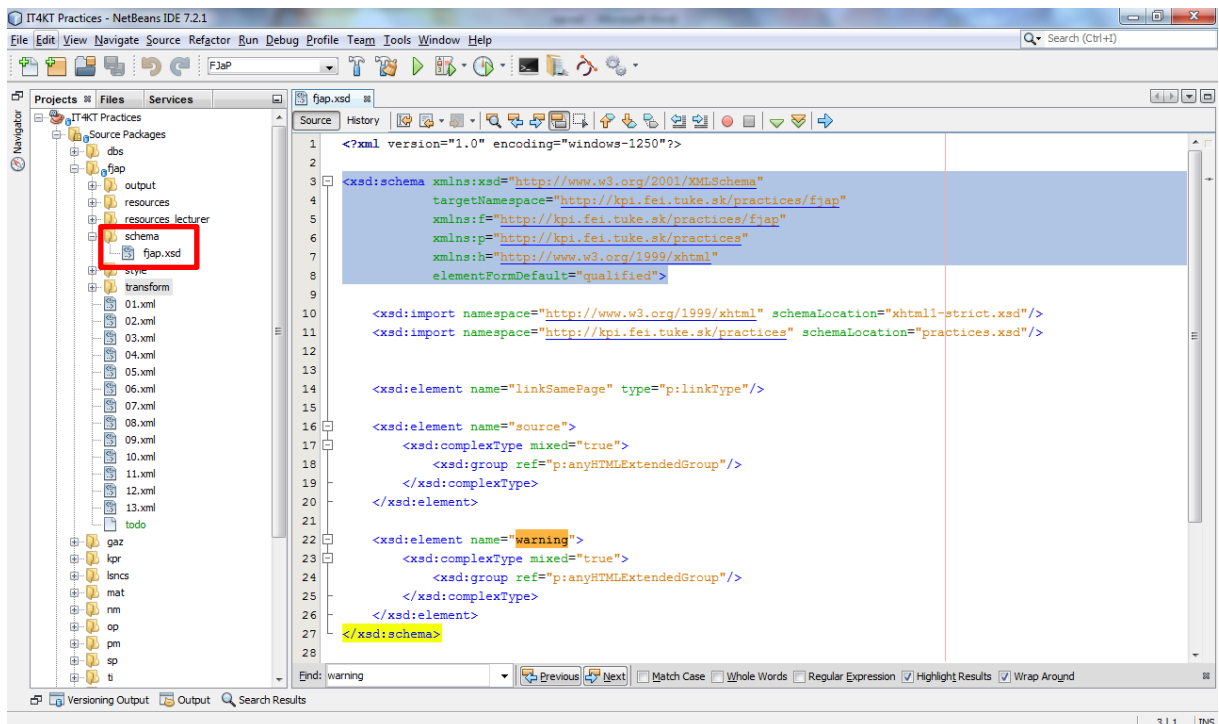 IT4KT Practices - NetBeans IDE 7.2.1
File Edit View Navigate Source Refactor Run Debug Profile Team Tools Window Help
Search (Ctrl+I)
FJaP
Projects Files Services
Navigator
IT4KT Practices
Source Packages
dbs
fjap
output
resources
resources_lecturer
schema
fjap.xsd
style
transform
01.xml
02.xml
03.xml
04.xml
05.xml
06.xml
07.xml
08.xml
09.xml
10.xml
11.xml
12.xml
13.xml
todo
gaz
kpr
lsncs
mat
nm
op
pm
sp
ti
fjap.xsd
Source History
1 <?xml version="1.0" encoding="windows-1250"?>
2
3 <xsd:schema xmlns:xsd="http://www.w3.org/2001/XMLSchema"
4 targetNamespace="http://kpi.fei.tuke.sk/practices/fjap"
5 xmlns:f="http://kpi.fei.tuke.sk/practices/fjap"
6 xmlns:p="http://kpi.fei.tuke.sk/practices"
7 xmlns:h="http://www.w3.org/1999/xhtml"
8 elementFormDefault="qualified">
9
10 <xsd:import namespace="http://www.w3.org/1999/xhtml" schemaLocation="xhtml1-strict.xsd"/>
11 <xsd:import namespace="http://kpi.fei.tuke.sk/practices" schemaLocation="practices.xsd"/>
12
13
14 <xsd:element name="linkSamePage" type="p:linkType"/>
15
16 <xsd:element name="source">
17 <xsd:complexType mixed="true">
18 <xsd:group ref="p:anyHTMLExtendedGroup"/>
19 </xsd:complexType>
20 </xsd:element>
21
22 <xsd:element name="warning">
23 <xsd:complexType mixed="true">
24 <xsd:group ref="p:anyHTMLExtendedGroup"/>
25 </xsd:complexType>
26 </xsd:element>
27 </xsd:schema>
28
Find: warning Previous Next Match Case Whole Words Regular Expression Highlight Results Wrap Around
Versioning Output Output Search Results
3 | 1 INS